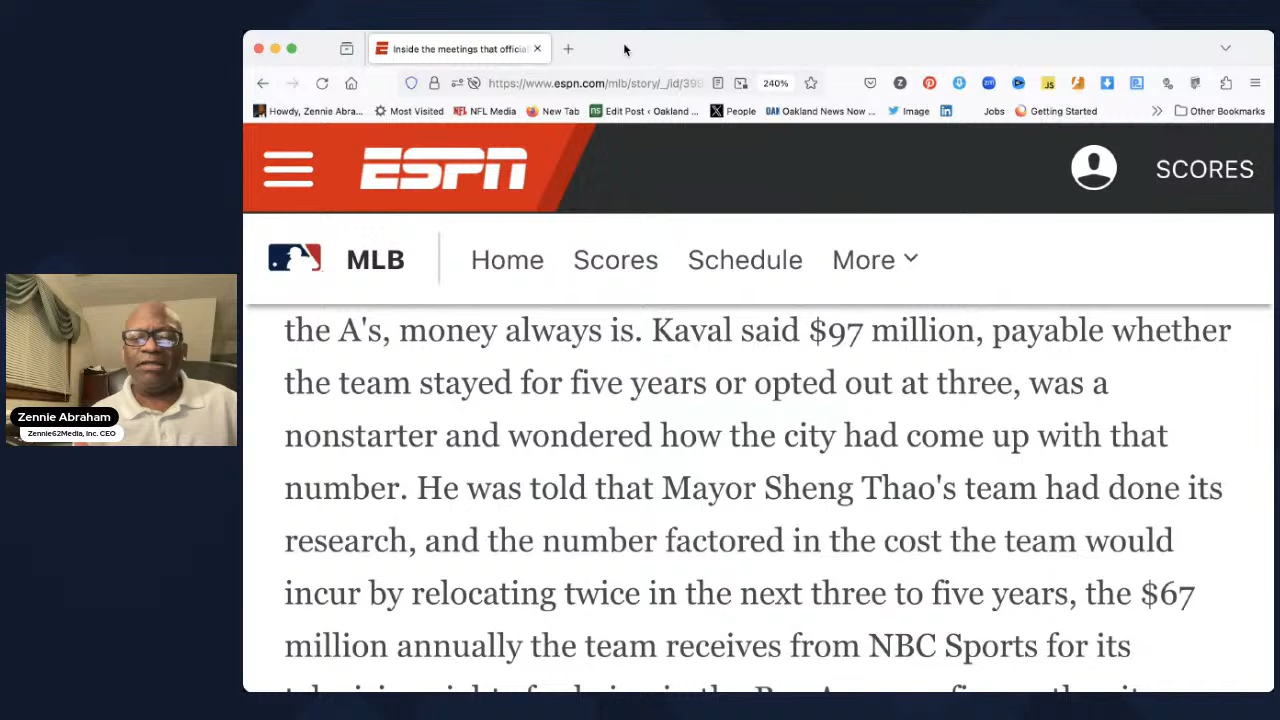 Inside the meetings that official
https://www.espn.com/mlb/story/_/id/399
240%
Howdy, Zennie Abra...
Most Visited
NFL Media
New Tab
Edit Post ‹ Oakland ...
People
OAK Oakland News Now ...
Image
Jobs
Getting Started
Other Bookmarks
ESPN
SCORES
MLB
Home
Scores
Schedule
More
the A's, money always is. Kaval said $97 million, payable whether
the team stayed for five years or opted out at three, was a
nonstarter and wondered how the city had come up with that
number. He was told that Mayor Sheng Thao's team had done its
research, and the number factored in the cost the team would
incur by relocating twice in the next three to five years, the $67
million annually the team receives from NBC Sports for its
Zennie Abraham
Zennie62Media, Inc. CEO